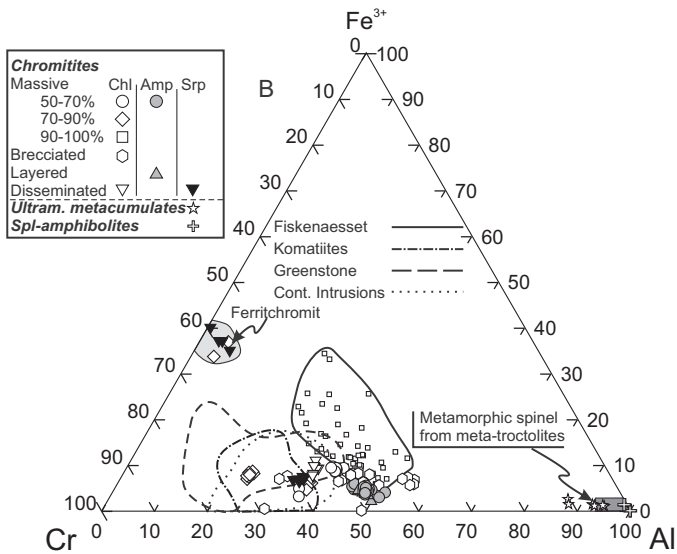 Fe3+
B
Chromitites
Massive Chl Amp Srp
50-70%
70-90%
90-100%
Brecciated
Layered
Disseminated
Ultram. metacumulates
Spl-amphibolites
0 100
10 90
20 80
30 70
40 60
Fiskenaesset
Komatiites
Greenstone
Cont. Intrusions
50 50
Ferritchromit
60 40
70 30
Metamorphic spinel
from meta-troctolites
80 20
90 10
100 0
Cr Al
0 10 20 30 40 50 60 70 80 90 100